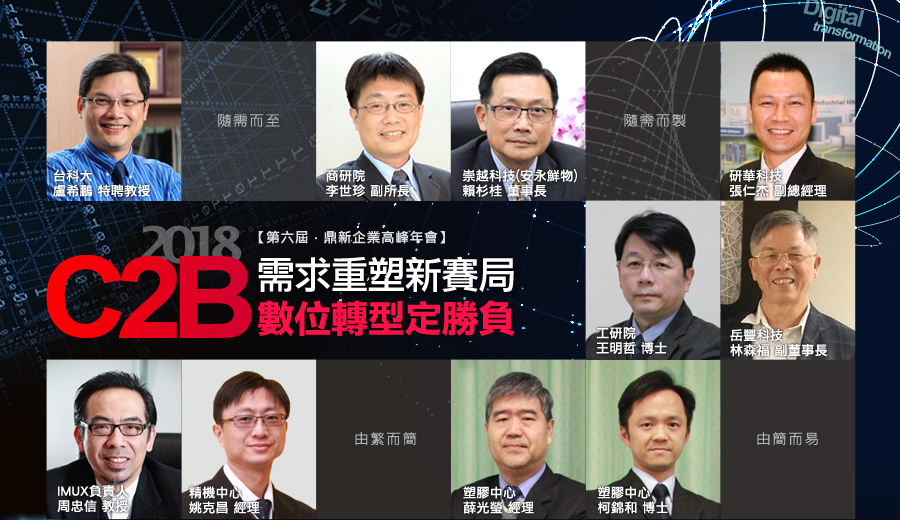 Digital
transformation
隨需而至
隨需而製
台科大
盧希鵬 特聘教授
商研院
李世珍 副所長
崇越科技(安永鮮物)
賴杉桂 董事長
Industrial HM
研華科技
張仁杰 副總經理
2018
【第六屆．鼎新企業高峰年會】
C2B
需求重塑新賽局
數位轉型定勝負
工研院
王明哲 博士
岳豐科技
林森福 副董事長
IMUX負責人
周忠信 教授
精機中心
姚克昌 經理
由繁而簡
塑膠中心
薛光瑩 經理
塑膠中心
柯錦和 博士
由簡而易